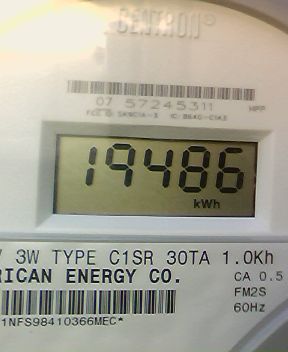 CENTRON®
07 57245311
19486
kWh
3W TYPE C1SR 30TA 1.0Kh
RICAN ENERGY CO.
CA 0.5
FM2S
60Hz
1NFS98410366MEC*